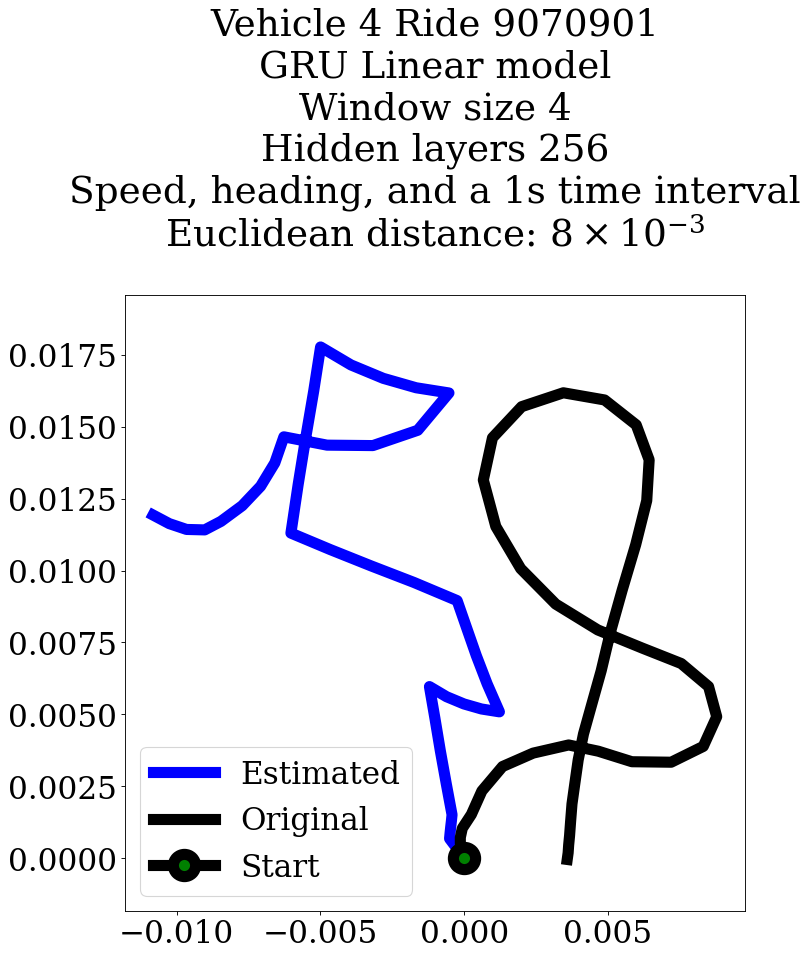 Vehicle 4 Ride 9070901
GRU Linear model
Window size 4
Hidden layers 256
Speed, heading, and a 1s time interval
Euclidean distance: 8 × 10⁻³
0.0175
0.0150
0.0125
0.0100
0.0075
0.0050
0.0025
0.0000
Estimated
Original
Start
−0.010 −0.005 0.000 0.005